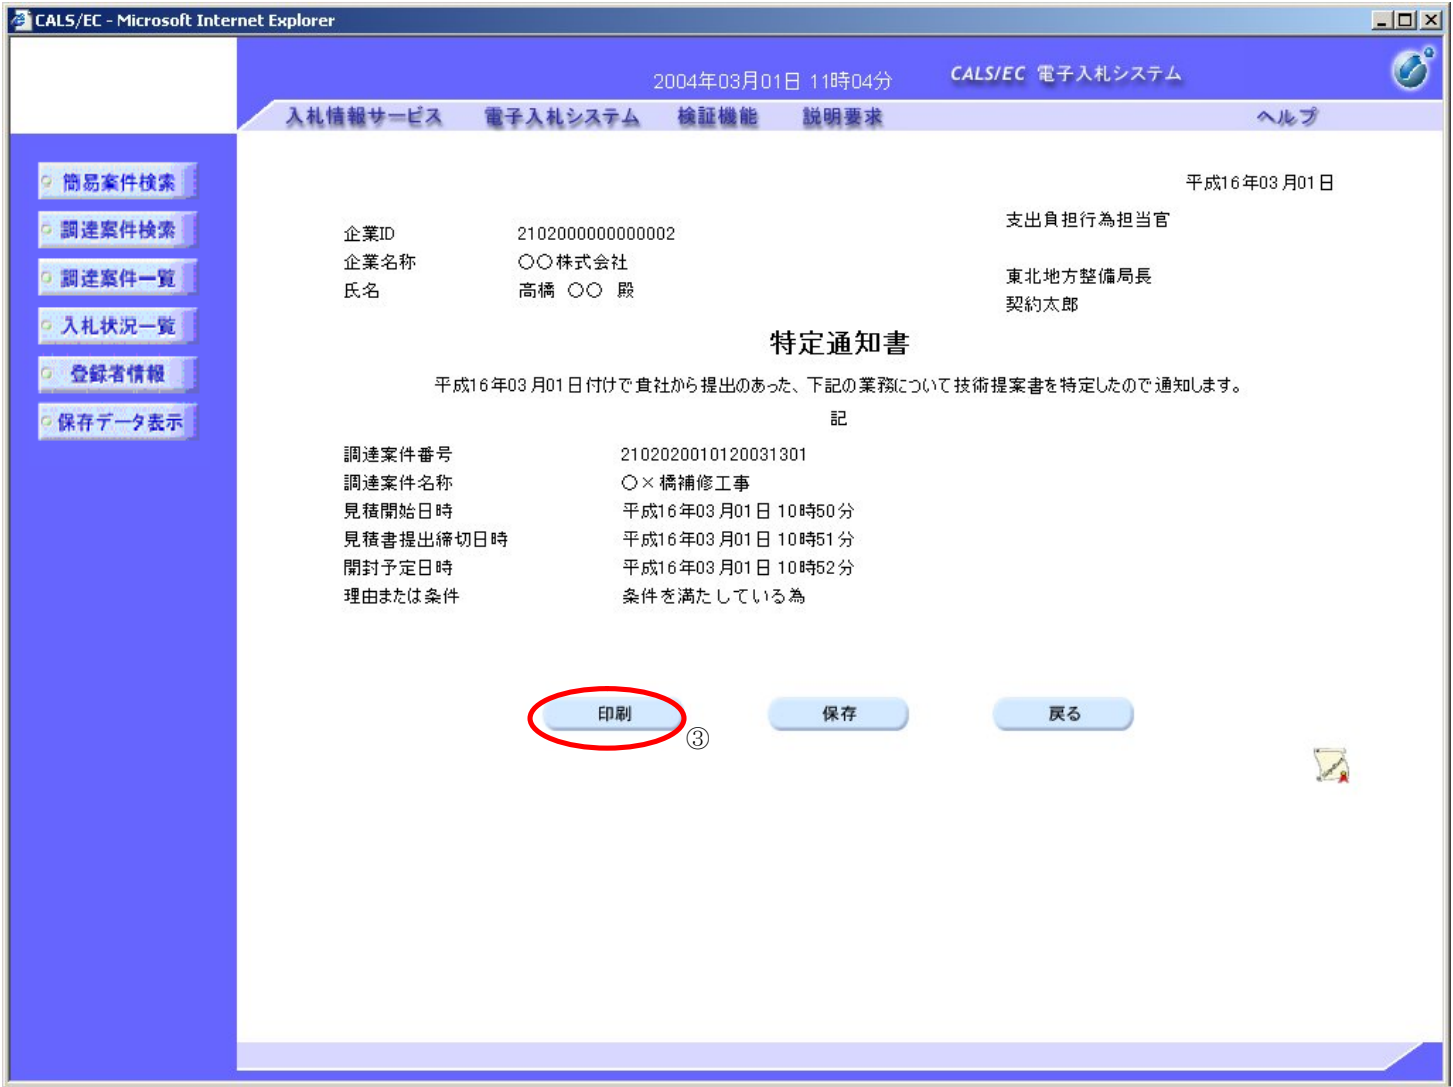 CALS/EC - Microsoft Internet Explorer
2004年03月01日 11時04分
CALS/EC 電子入札システム
入札情報サービス 電子入札システム 検証機能 説明要求 ヘルプ
簡易案件検索
調達案件検索
調達案件一覧
入札状況一覧
登録者情報
保存データ表示
平成16年03月01日
支出負担行為担当官
企業ID 2102000000000002
企業名称 〇〇株式会社
東北地方整備局長
氏名 高橋 〇〇 殿
契約太郎
特定通知書
平成16年03月01日付けで貴社から提出のあった、下記の業務について技術提案書を特定したので通知します。
記
調達案件番号 2102020010120031301
調達案件名称 〇×橋補修工事
見積開始日時 平成16年03月01日 10時50分
見積書提出締切日時 平成16年03月01日 10時51分
開封予定日時 平成16年03月01日 10時52分
理由または条件 条件を満たしている為
印刷 保存 戻る
③